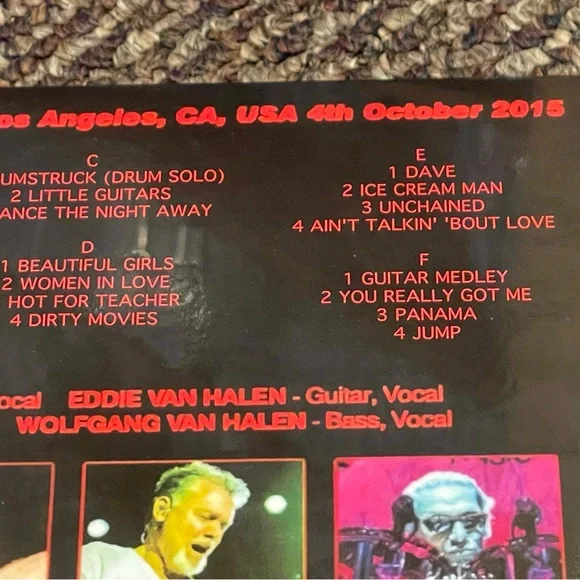 os Angeles, CA, USA 4th October 2015
C
UMSTRUCK (DRUM SOLO)
2 LITTLE GUITARS
ANCE THE NIGHT AWAY
D
1 BEAUTIFUL GIRLS
2 WOMEN IN LOVE
HOT FOR TEACHER
4 DIRTY MOVIES
E
1 DAVE
2 ICE CREAM MAN
3 UNCHAINED
4 AIN'T TALKIN' 'BOUT LOVE
F
1 GUITAR MEDLEY
2 YOU REALLY GOT ME
3 PANAMA
4 JUMP
ocal EDDIE VAN HALEN - Guitar, Vocal
WOLFGANG VAN HALEN - Bass, Vocal